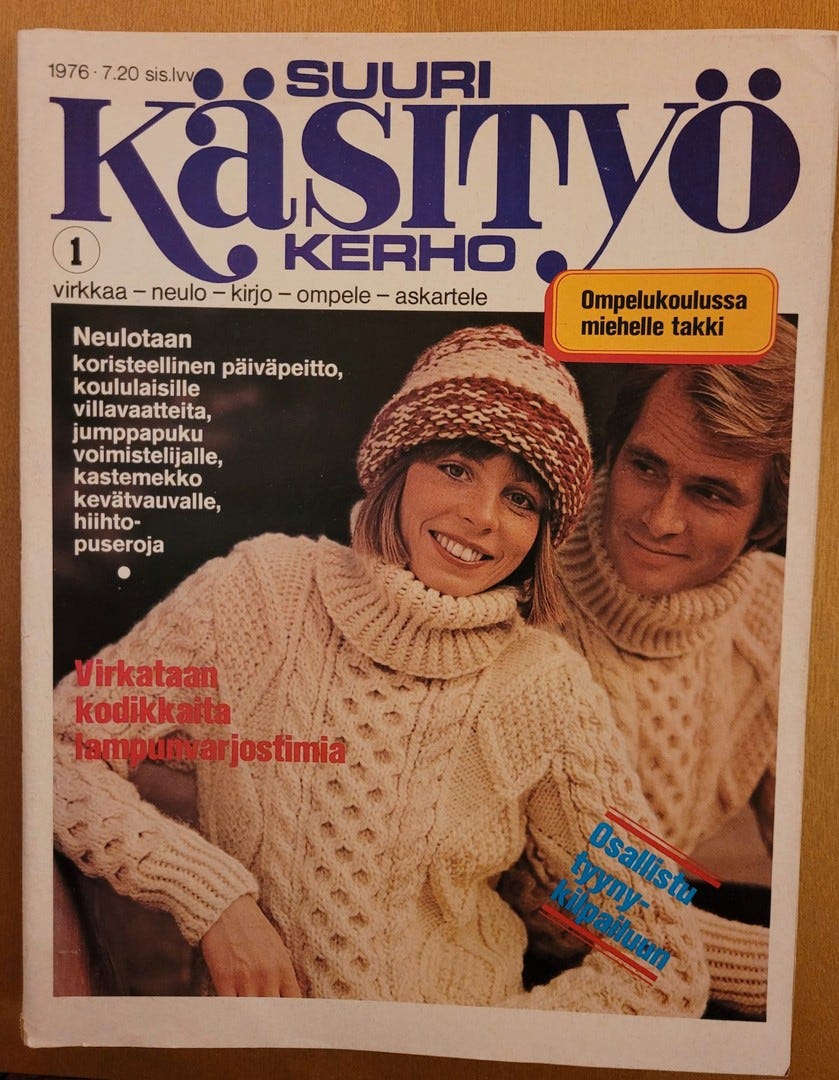 1976 · 7.20 sis.lvv
SUURI
KÄSITYÖ
KERHO
1
virkkaa – neulo – kirjo – ompele – askartele
Ompelukoulussa
miehelle takki
Neulotaan
koristeellinen päiväpeitto,
koululaisille
villavaatteita,
jumppapuku
voimistelijalle,
kastemekko
kevätvauvalle,
hiihto-
puseroja
Virkataan
kodikkaita
lampunvarjostimia
Osallistu
tyyny-
kilpailuun